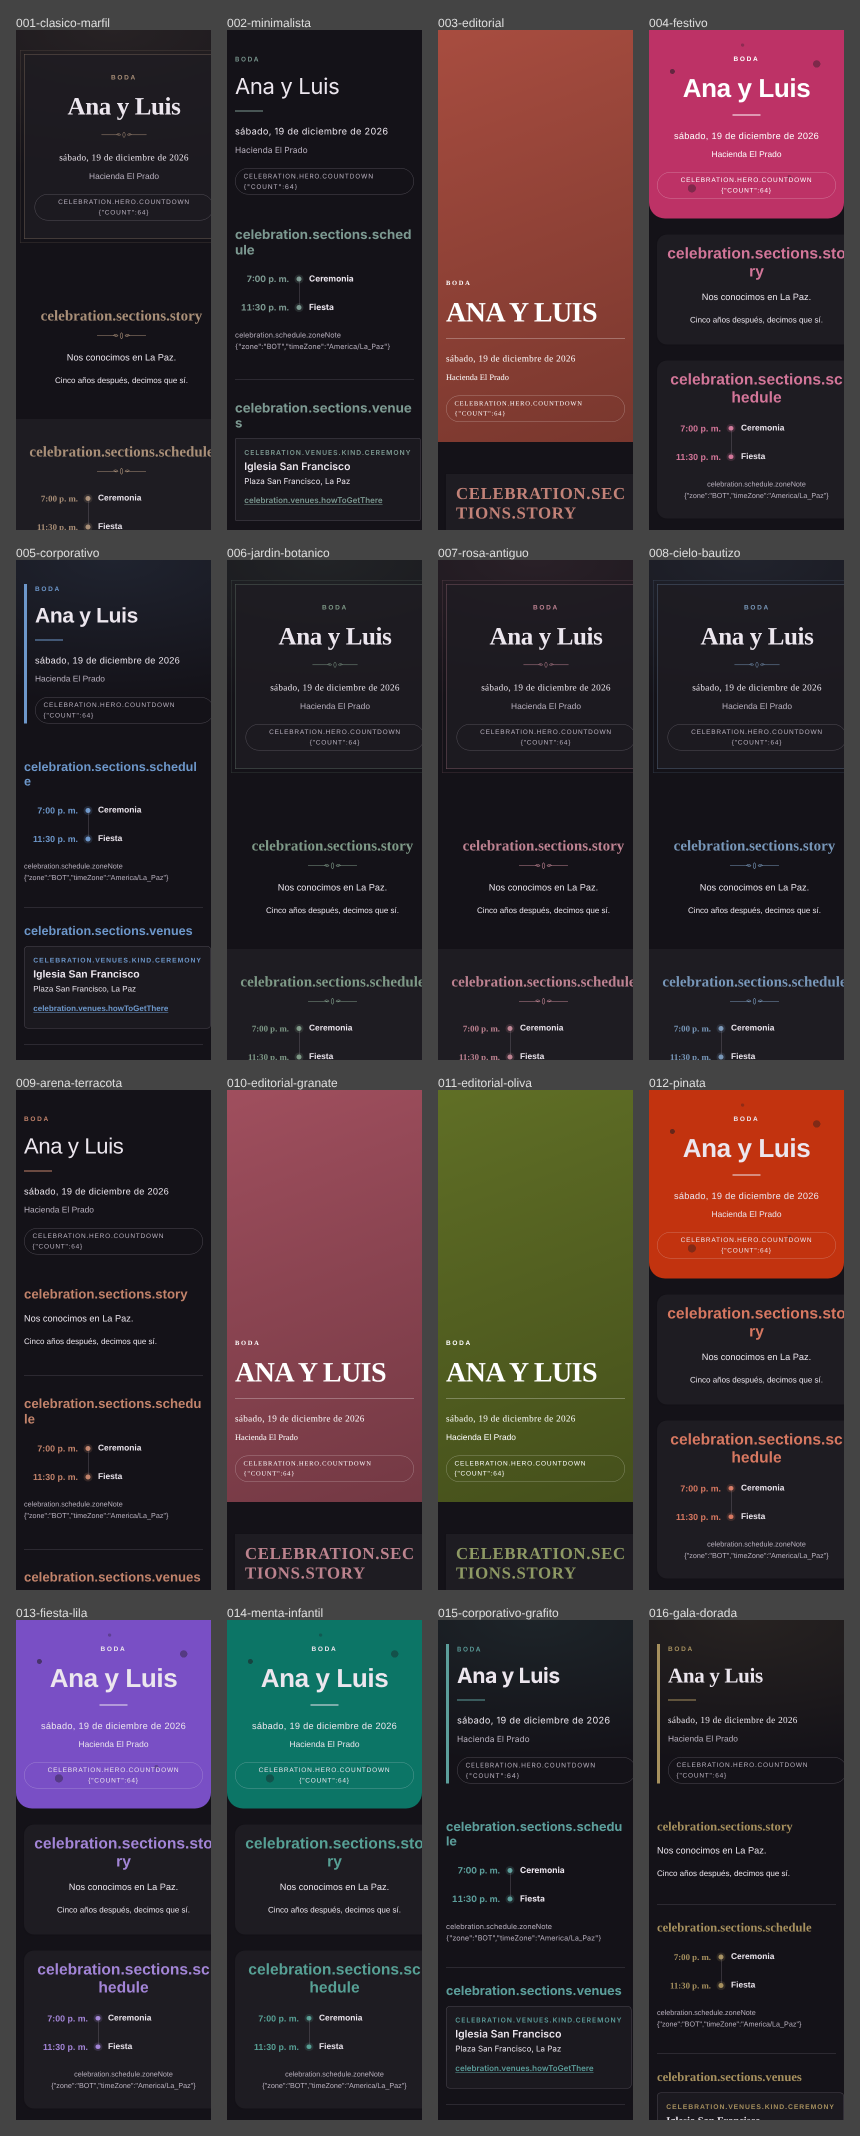 001-clasico-marfil
BODA
Ana y Luis
sábado, 19 de diciembre de 2026
Hacienda El Prado
CELEBRATION.HERO.COUNTDOWN
{"COUNT":64}
celebration.sections.story
Nos conocimos en La Paz.
Cinco años después, decimos que sí.
celebration.sections.schedule
7:00 p. m.
Ceremonia
11:30 p. m.
Fiesta
002-minimalista
BODA
Ana y Luis
sábado, 19 de diciembre de 2026
Hacienda El Prado
CELEBRATION.HERO.COUNTDOWN
{"COUNT":64}
celebration.sections.sched
ule
7:00 p. m.
Ceremonia
11:30 p. m.
Fiesta
celebration.schedule.zoneNote
{"zone":"BOT","timeZone":"America/La_Paz"}
celebration.sections.venue
s
CELEBRATION.VENUES.KIND.CEREMONY
Iglesia San Francisco
Plaza San Francisco, La Paz
celebration.venues.howToGetThere
003-editorial
BODA
ANA Y LUIS
sábado, 19 de diciembre de 2026
Hacienda El Prado
CELEBRATION.HERO.COUNTDOWN
{"COUNT":64}
CELEBRATION.SEC
TIONS.STORY
004-festivo
BODA
Ana y Luis
sábado, 19 de diciembre de 2026
Hacienda El Prado
CELEBRATION.HERO.COUNTDOWN
{"COUNT":64}
celebration.sections.sto
ry
Nos conocimos en La Paz.
Cinco años después, decimos que sí.
celebration.sections.sc
hedule
7:00 p. m.
Ceremonia
11:30 p. m.
Fiesta
celebration.schedule.zoneNote
{"zone":"BOT","timeZone":"America/La_Paz"}
005-corporativo
BODA
Ana y Luis
sábado, 19 de diciembre de 2026
Hacienda El Prado
CELEBRATION.HERO.COUNTDOWN
{"COUNT":64}
celebration.sections.schedul
e
7:00 p. m.
Ceremonia
11:30 p. m.
Fiesta
celebration.schedule.zoneNote
{"zone":"BOT","timeZone":"America/La_Paz"}
celebration.sections.venues
CELEBRATION.VENUES.KIND.CEREMONY
Iglesia San Francisco
Plaza San Francisco, La Paz
celebration.venues.howToGetThere
006-jardin-botanico
BODA
Ana y Luis
sábado, 19 de diciembre de 2026
Hacienda El Prado
CELEBRATION.HERO.COUNTDOWN
{"COUNT":64}
celebration.sections.story
Nos conocimos en La Paz.
Cinco años después, decimos que sí.
celebration.sections.schedule
7:00 p. m.
Ceremonia
11:30 p. m.
Fiesta
007-rosa-antiguo
BODA
Ana y Luis
sábado, 19 de diciembre de 2026
Hacienda El Prado
CELEBRATION.HERO.COUNTDOWN
{"COUNT":64}
celebration.sections.story
Nos conocimos en La Paz.
Cinco años después, decimos que sí.
celebration.sections.schedule
7:00 p. m.
Ceremonia
11:30 p. m.
Fiesta
008-cielo-bautizo
BODA
Ana y Luis
sábado, 19 de diciembre de 2026
Hacienda El Prado
CELEBRATION.HERO.COUNTDOWN
{"COUNT":64}
celebration.sections.story
Nos conocimos en La Paz.
Cinco años después, decimos que sí.
celebration.sections.schedule
7:00 p. m.
Ceremonia
11:30 p. m.
Fiesta
009-arena-terracota
BODA
Ana y Luis
sábado, 19 de diciembre de 2026
Hacienda El Prado
CELEBRATION.HERO.COUNTDOWN
{"COUNT":64}
celebration.sections.story
Nos conocimos en La Paz.
Cinco años después, decimos que sí.
celebration.sections.schedu
le
7:00 p. m.
Ceremonia
11:30 p. m.
Fiesta
celebration.schedule.zoneNote
{"zone":"BOT","timeZone":"America/La_Paz"}
celebration.sections.venues
010-editorial-granate
BODA
ANA Y LUIS
sábado, 19 de diciembre de 2026
Hacienda El Prado
CELEBRATION.HERO.COUNTDOWN
{"COUNT":64}
CELEBRATION.SEC
TIONS.STORY
011-editorial-oliva
BODA
ANA Y LUIS
sábado, 19 de diciembre de 2026
Hacienda El Prado
CELEBRATION.HERO.COUNTDOWN
{"COUNT":64}
CELEBRATION.SEC
TIONS.STORY
012-pinata
BODA
Ana y Luis
sábado, 19 de diciembre de 2026
Hacienda El Prado
CELEBRATION.HERO.COUNTDOWN
{"COUNT":64}
celebration.sections.sto
ry
Nos conocimos en La Paz.
Cinco años después, decimos que sí.
celebration.sections.sc
hedule
7:00 p. m.
Ceremonia
11:30 p. m.
Fiesta
celebration.schedule.zoneNote
{"zone":"BOT","timeZone":"America/La_Paz"}
013-fiesta-lila
BODA
Ana y Luis
sábado, 19 de diciembre de 2026
Hacienda El Prado
CELEBRATION.HERO.COUNTDOWN
{"COUNT":64}
celebration.sections.sto
ry
Nos conocimos en La Paz.
Cinco años después, decimos que sí.
celebration.sections.sc
hedule
7:00 p. m.
Ceremonia
11:30 p. m.
Fiesta
celebration.schedule.zoneNote
{"zone":"BOT","timeZone":"America/La_Paz"}
014-menta-infantil
BODA
Ana y Luis
sábado, 19 de diciembre de 2026
Hacienda El Prado
CELEBRATION.HERO.COUNTDOWN
{"COUNT":64}
celebration.sections.sto
ry
Nos conocimos en La Paz.
Cinco años después, decimos que sí.
celebration.sections.sc
hedule
7:00 p. m.
Ceremonia
11:30 p. m.
Fiesta
celebration.schedule.zoneNote
{"zone":"BOT","timeZone":"America/La_Paz"}
015-corporativo-grafito
BODA
Ana y Luis
sábado, 19 de diciembre de 2026
Hacienda El Prado
CELEBRATION.HERO.COUNTDOWN
{"COUNT":64}
celebration.sections.schedu
le
7:00 p. m.
Ceremonia
11:30 p. m.
Fiesta
celebration.schedule.zoneNote
{"zone":"BOT","timeZone":"America/La_Paz"}
celebration.sections.venues
CELEBRATION.VENUES.KIND.CEREMONY
Iglesia San Francisco
Plaza San Francisco, La Paz
celebration.venues.howToGetThere
016-gala-dorada
BODA
Ana y Luis
sábado, 19 de diciembre de 2026
Hacienda El Prado
CELEBRATION.HERO.COUNTDOWN
{"COUNT":64}
celebration.sections.story
Nos conocimos en La Paz.
Cinco años después, decimos que sí.
celebration.sections.schedule
7:00 p. m.
Ceremonia
11:30 p. m.
Fiesta
celebration.schedule.zoneNote
{"zone":"BOT","timeZone":"America/La_Paz"}
celebration.sections.venues
CELEBRATION.VENUES.KIND.CEREMONY
Iglesia San Francisco